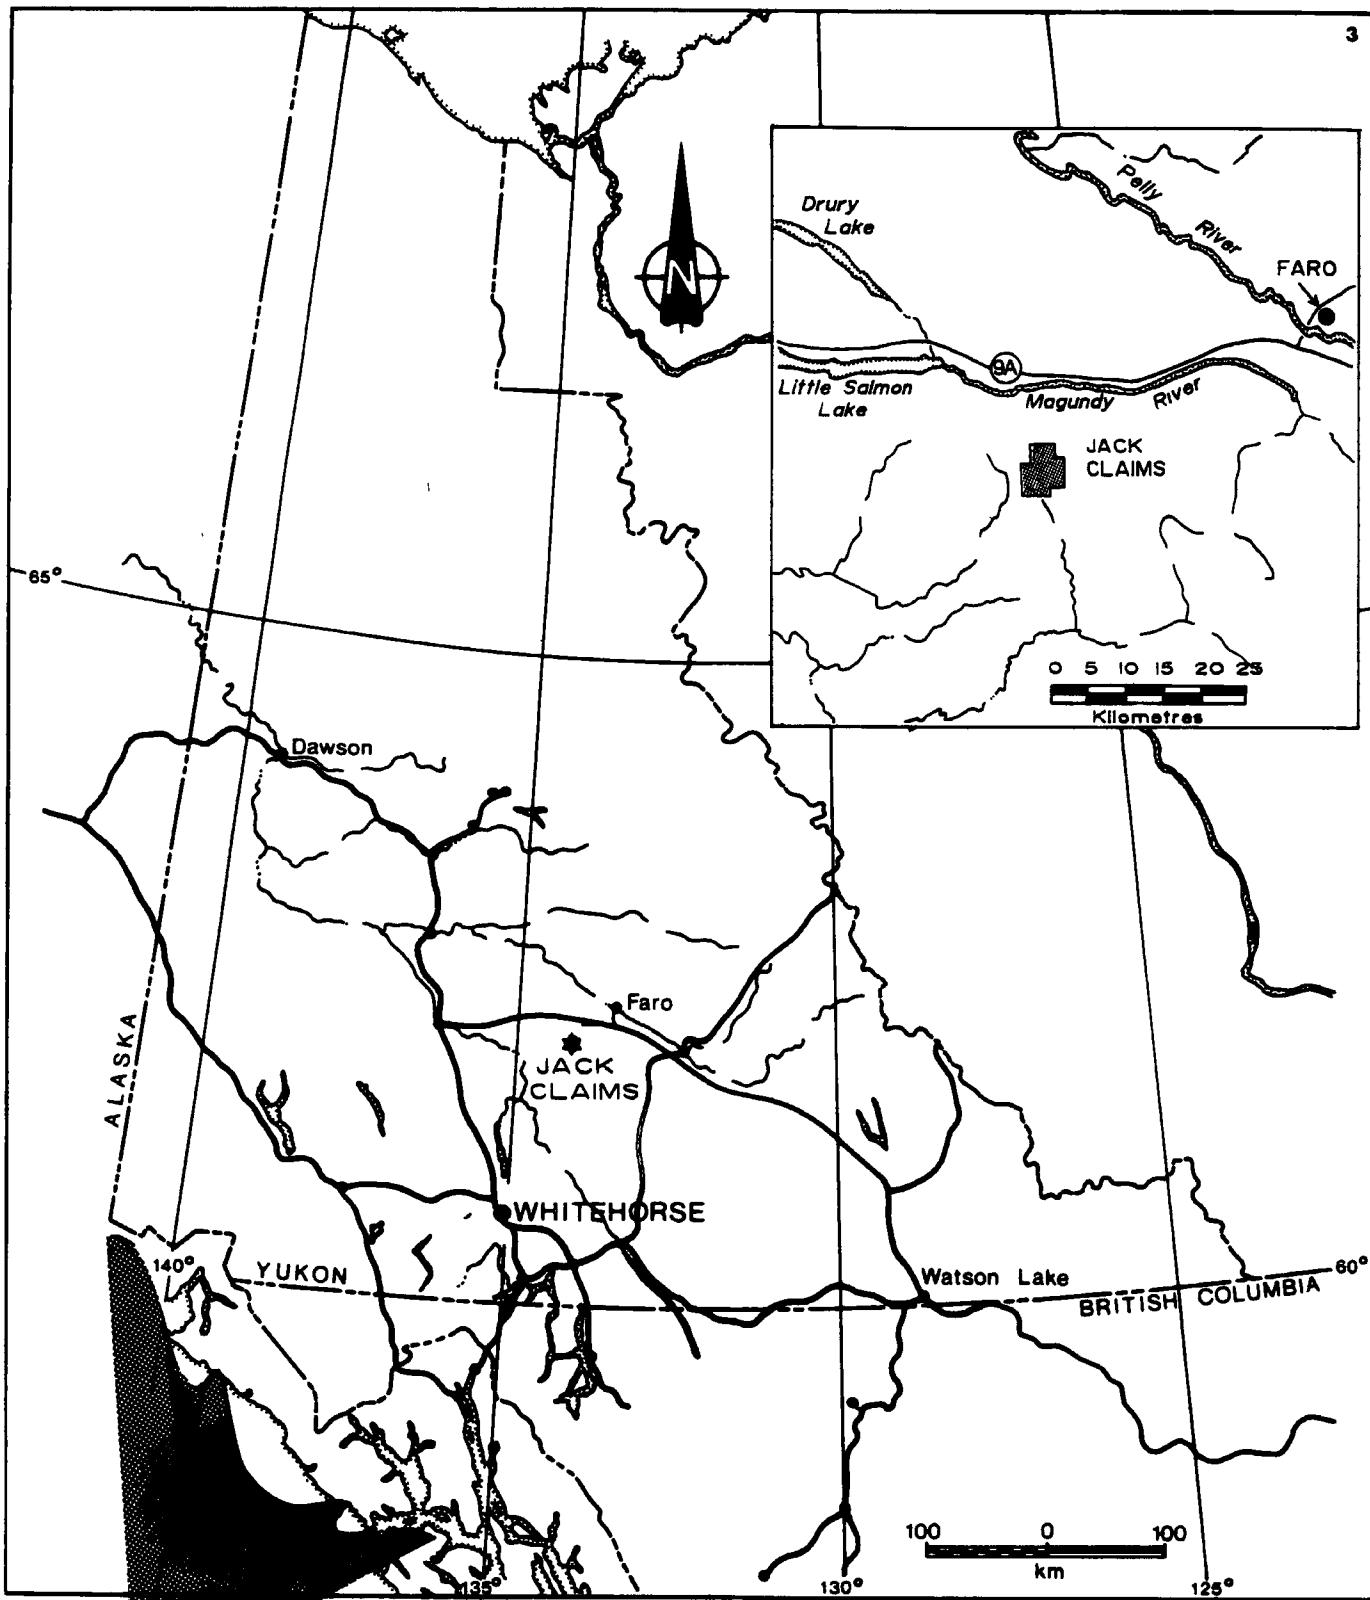 3
Pelly
River
Drury
Lake
FARO
N
9A
Little Salmon
Lake
Magundy
River
JACK
CLAIMS
65°
0 5 10 15 20 25
Kilometres
Dawson
Faro
JACK
CLAIMS
ALASKA
WHITEHORSE
140°
YUKON
Watson Lake
60°
BRITISH COLUMBIA
100 0 100
km
135°
130°
125°